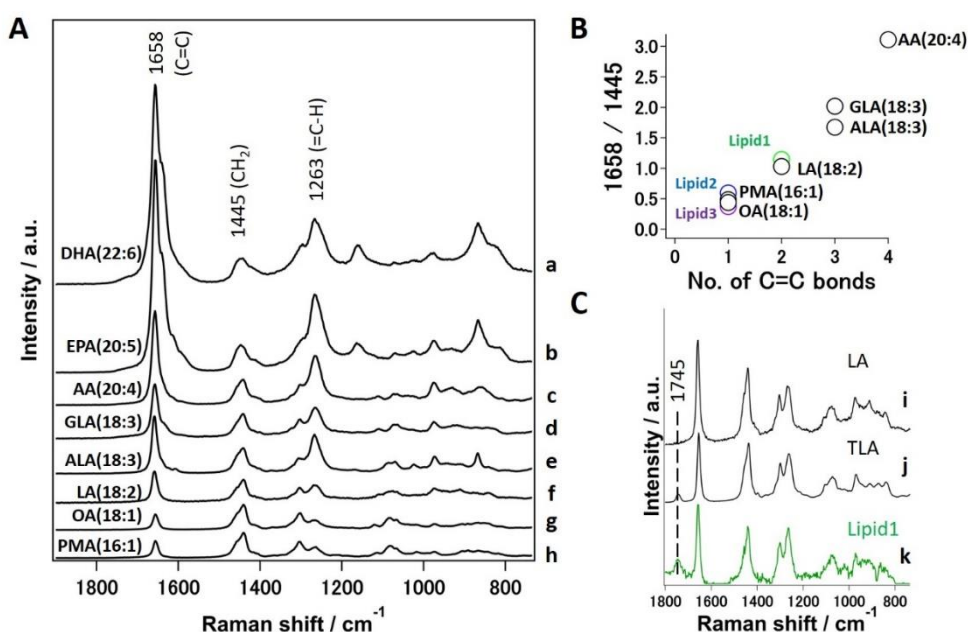 A
1658
(C=C)
1445 (CH2)
1263 (=C-H)
DHA(22:6)
a
EPA(20:5)
b
AA(20:4)
c
GLA(18:3)
d
ALA(18:3)
e
LA(18:2)
f
OA(18:1)
g
PMA(16:1)
h
Intensity / a.u.
1800 1600 1400 1200 1000 800
Raman shift / cm-1
B
1658 / 1445
3.0
2.5
2.0
1.5
1.0
0.5
0.0
AA(20:4)
GLA(18:3)
ALA(18:3)
Lipid1
LA(18:2)
Lipid2
PMA(16:1)
Lipid3
OA(18:1)
0 1 2 3 4
No. of C=C bonds
C
1745
LA
i
TLA
j
Lipid1
k
Intensity / a.u.
1800 1600 1400 1200 1000 800
Raman shift / cm-1